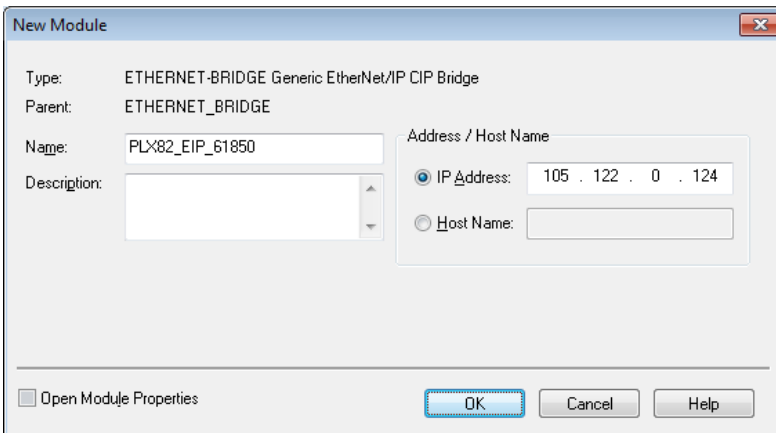 New Module
Type: ETHERNET-BRIDGE Generic EtherNet/IP CIP Bridge
Parent: ETHERNET_BRIDGE
Name: PLX82_EIP_61850
Description:
Address / Host Name
IP Address: 105 . 122 . 0 . 124
Host Name:
Open Module Properties
OK Cancel Help